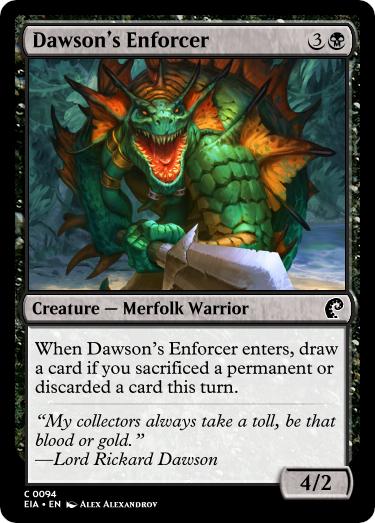 Dawson's Enforcer 3
Creature — Merfolk Warrior
When Dawson's Enforcer enters, draw
a card if you sacrificed a permanent or
discarded a card this turn.
“My collectors always take a toll, be that
blood or gold.”
—Lord Rickard Dawson
4/2
C 0094
EIA • EN Alex Alexandrov